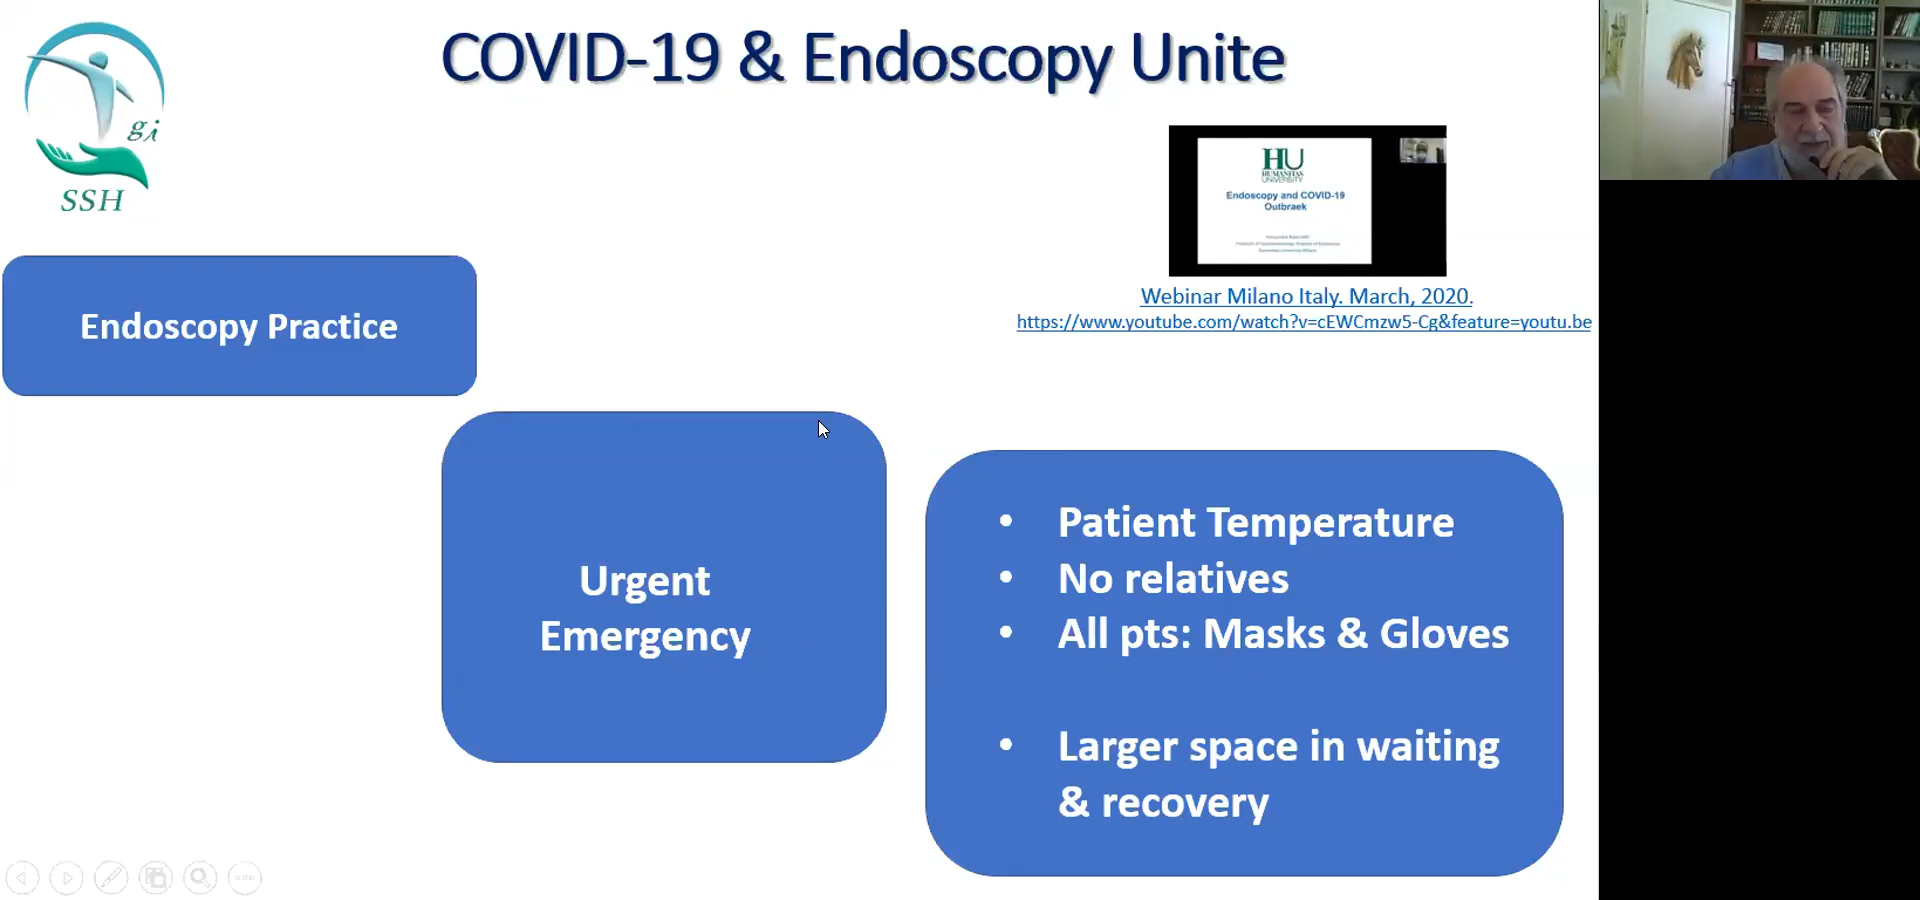 COVID-19 & Endoscopy Unite
gi
SSH
HU
HUMANITAS
UNIVERSITY
Endoscopy and COVID-19
Outbraek
Webinar Milano Italy. March, 2020.
https://www.youtube.com/watch?v=cEWCmzw5-Cg&feature=youtu.be
Endoscopy Practice
Urgent
Emergency
• Patient Temperature
• No relatives
• All pts: Masks & Gloves
• Larger space in waiting
& recovery